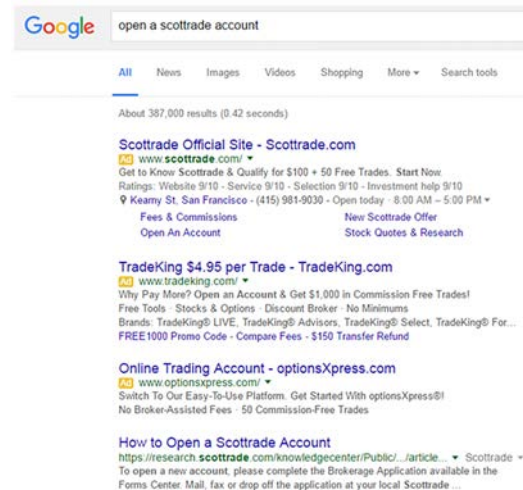 Google open a scottrade account
All News Images Videos Shopping More Search tools
About 387,000 results (0.42 seconds)
Scottrade Official Site - Scottrade.com
Ad www.scottrade.com/
Get to Know Scottrade & Qualify for $100 + 50 Free Trades. Start Now.
Ratings: Website 9/10 - Service 9/10 - Selection 9/10 - Investment help 9/10
Kearny St, San Francisco - (415) 981-9030 - Open today · 8:00 AM – 5:00 PM
Fees & Commissions New Scottrade Offer
Open An Account Stock Quotes & Research
TradeKing $4.95 per Trade - TradeKing.com
Ad www.tradeking.com/
Why Pay More? Open an Account & Get $1,000 in Commission Free Trades!
Free Tools · Stocks & Options · Discount Broker · No Minimums
Brands: TradeKing® LIVE, TradeKing® Advisors, TradeKing® Select, TradeKing® For...
FREE1000 Promo Code - Compare Fees - $150 Transfer Refund
Online Trading Account - optionsXpress.com
Ad www.optionsxpress.com/
Switch To Our Easy-To-Use Platform. Get Started With optionsXpress®!
No Broker-Assisted Fees · 50 Commission-Free Trades
How to Open a Scottrade Account
https://research.scottrade.com/knowledgecenter/Public/.../article... Scottrade
To open a new account, please complete the Brokerage Application available in the
Forms Center. Mail, fax or drop off the application at your local Scottrade ...